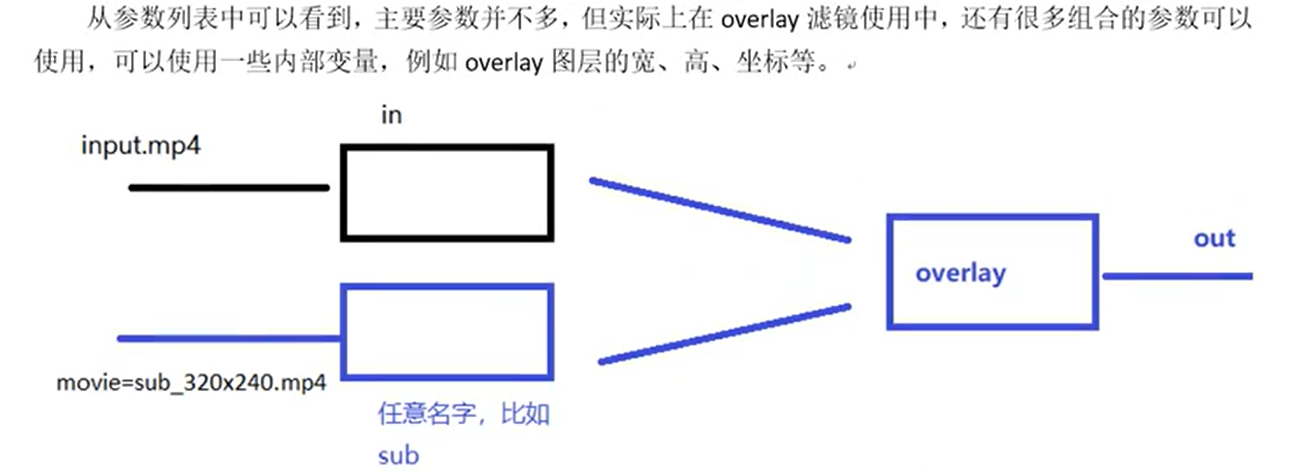 从参数列表中可以看到，主要参数并不多，但实际上在 overlay 滤镜使用中，还有很多组合的参数可以
使用，可以使用一些内部变量，例如 overlay 图层的宽、高、坐标等。
in
input.mp4
out
overlay
movie=sub_320x240.mp4
任意名字，比如
sub